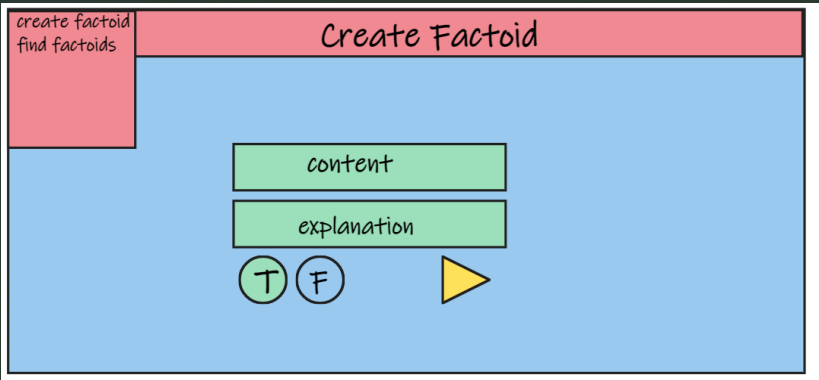 create factoid
find factoids
Create Factoid
content
explanation
T F